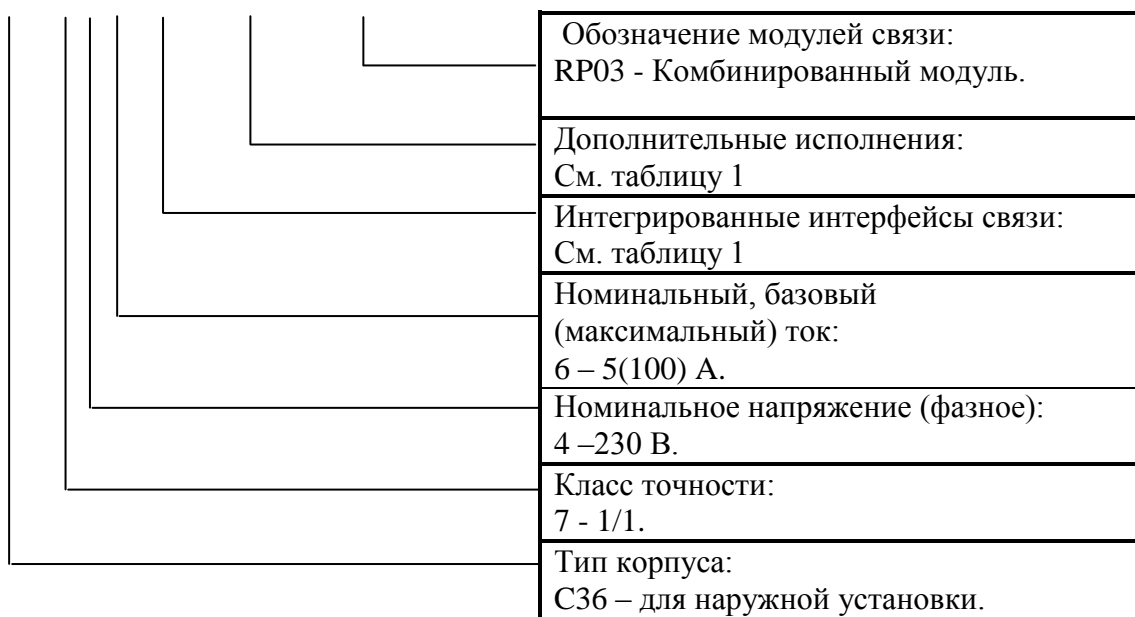 Обозначение модулей связи:
RP03 - Комбинированный модуль.
Дополнительные исполнения:
См. таблицу 1
Интегрированные интерфейсы связи:
См. таблицу 1
Номинальный, базовый
(максимальный) ток:
6 – 5(100) А.
Номинальное напряжение (фазное):
4 –230 В.
Класс точности:
7 - 1/1.
Тип корпуса:
С36 – для наружной установки.